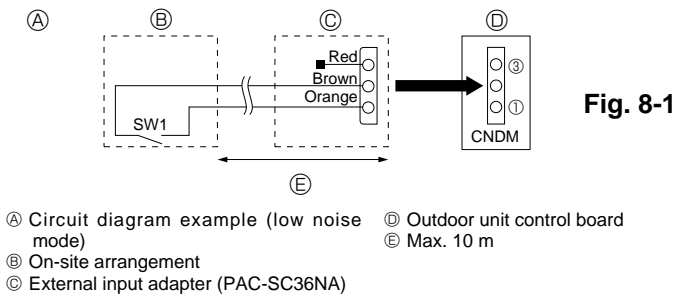 Ⓐ Ⓑ Ⓒ Ⓓ
Red
Brown
Orange
SW1
③
①
CNDM
Ⓔ
Fig. 8-1
Ⓐ Circuit diagram example (low noise
mode)
Ⓑ On-site arrangement
Ⓒ External input adapter (PAC-SC36NA)
Ⓓ Outdoor unit control board
Ⓔ Max. 10 m